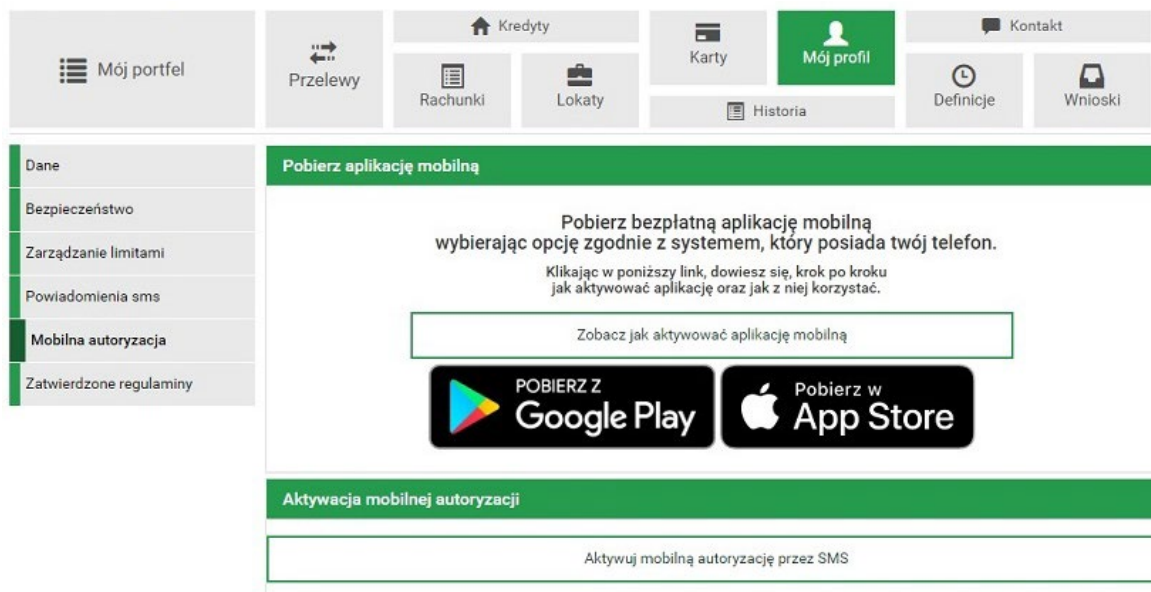 Mój portfel
Przelewy
Kredyty
Rachunki
Lokaty
Karty
Historia
Mój profil
Kontakt
Definicje
Wnioski
Dane
Bezpieczeństwo
Zarządzanie limitami
Powiadomienia sms
Mobilna autoryzacja
Zatwierdzone regulaminy
Pobierz aplikację mobilną
Pobierz bezpłatną aplikację mobilną
wybierając opcję zgodnie z systemem, który posiada twój telefon.
Klikając w poniższy link, dowiesz się, krok po kroku
jak aktywować aplikację oraz jak z niej korzystać.
Zobacz jak aktywować aplikację mobilną
POBIERZ Z
Google Play
Pobierz w
App Store
Aktywacja mobilnej autoryzacji
Aktywuj mobilną autoryzację przez SMS